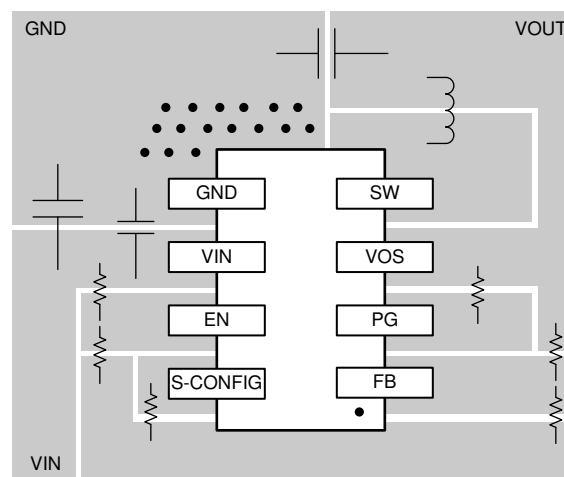 GND
VOUT
GND
SW
VIN
VOS
EN
PG
S-CONFIG
FB
VIN